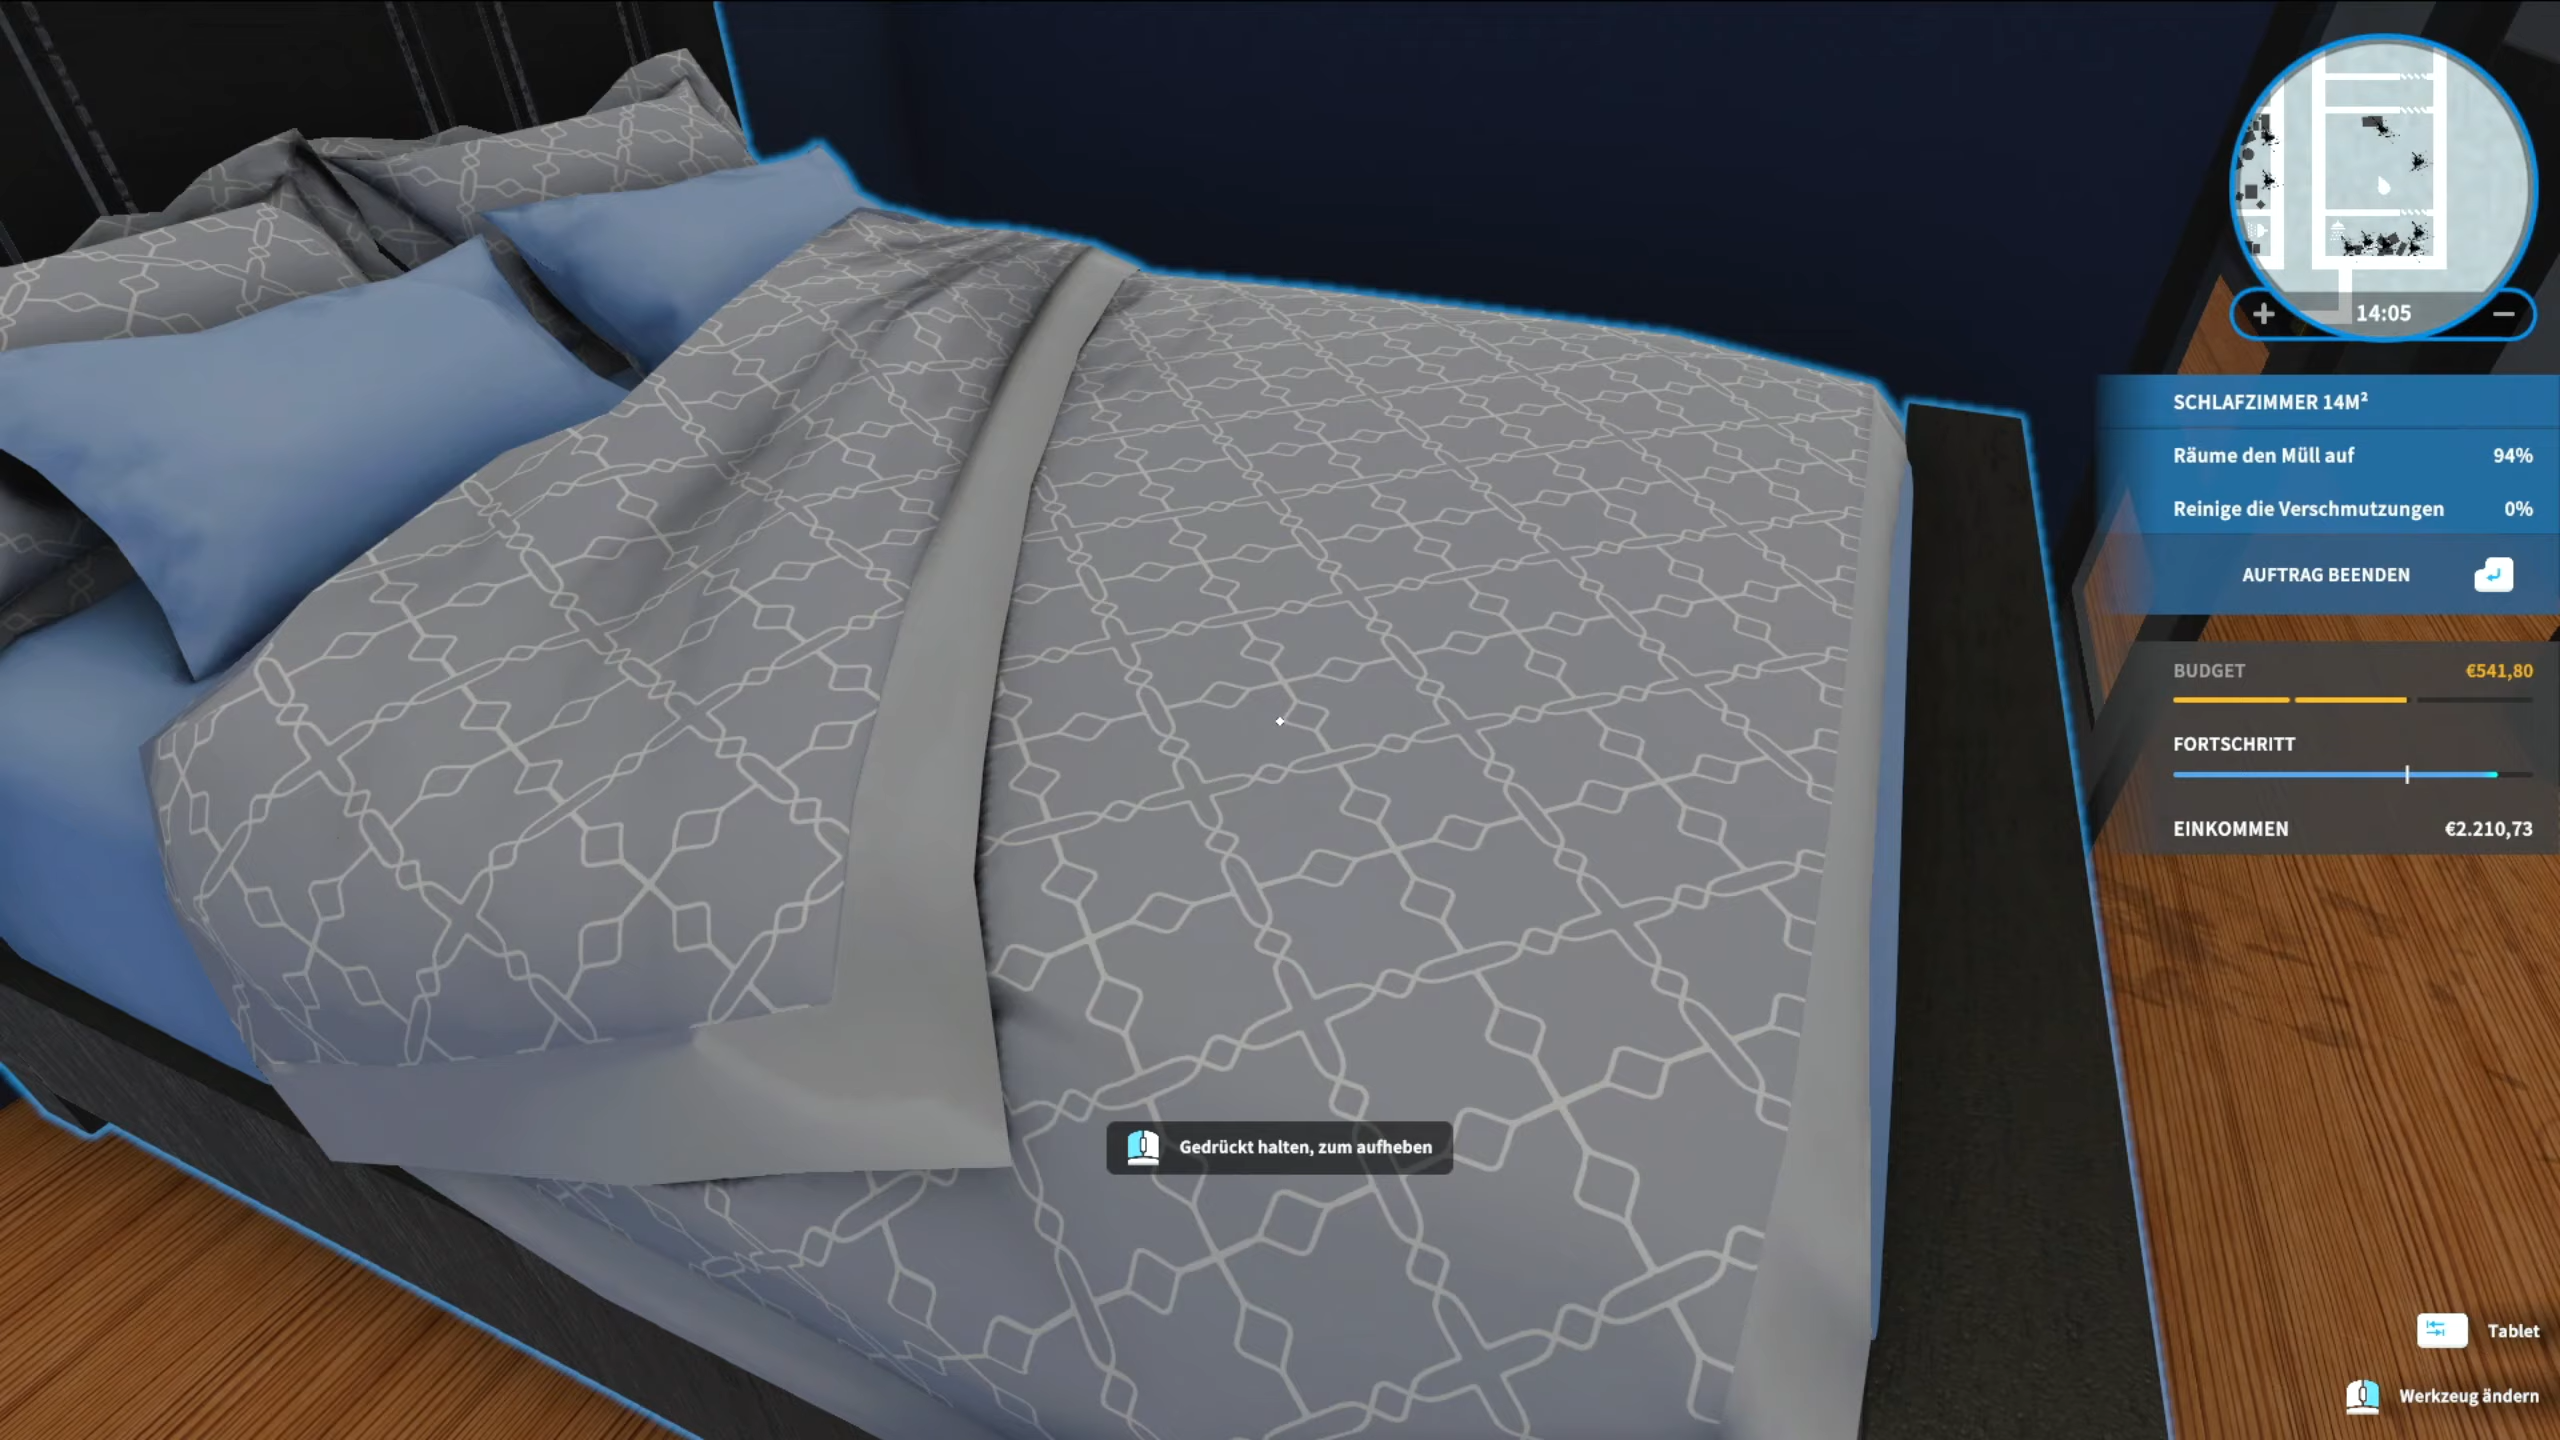 14:05
SCHLAFZIMMER 14M²
Räume den Müll auf 94%
Reinige die Verschmutzungen 0%
AUFTRAG BEENDEN
BUDGET €541,80
FORTSCHRITT
EINKOMMEN €2.210,73
Gedrückt halten, zum aufheben
Tablet
Werkzeug ändern